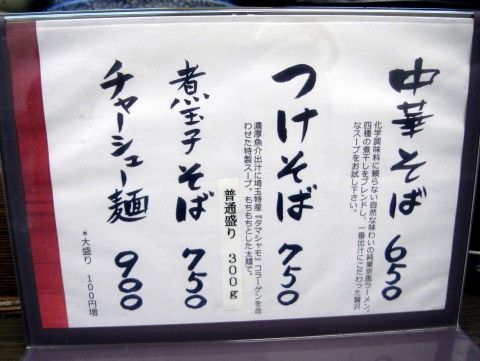 中華そば 650
化学調味料に頼らない自然な味わいの純東京風ラーメン。
四種の煮干しをブレンドし、一番出汁にこだわった贅沢
なスープをお試し下さい。
つけそば 750
濃厚魚介出汁に埼玉特産『タマシャモ』コラーゲンを合
わせた特製スープ。もちもちとした太麺で。
普通盛り 300g
煮玉子そば 750
チャーシュー麺 900
*大盛り 100円増